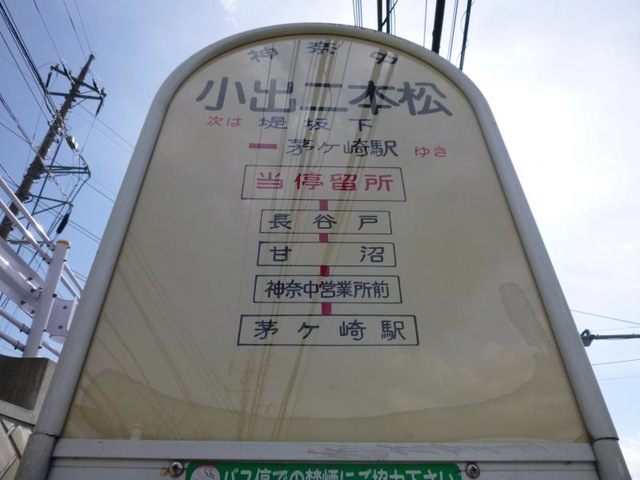 神奈中
小出二本松
次は 堤坂下
茅ヶ崎駅 ゆき
当停留所
長谷戸
甘沼
神奈中営業所前
茅ヶ崎駅
バス停での禁煙にご協力下さい